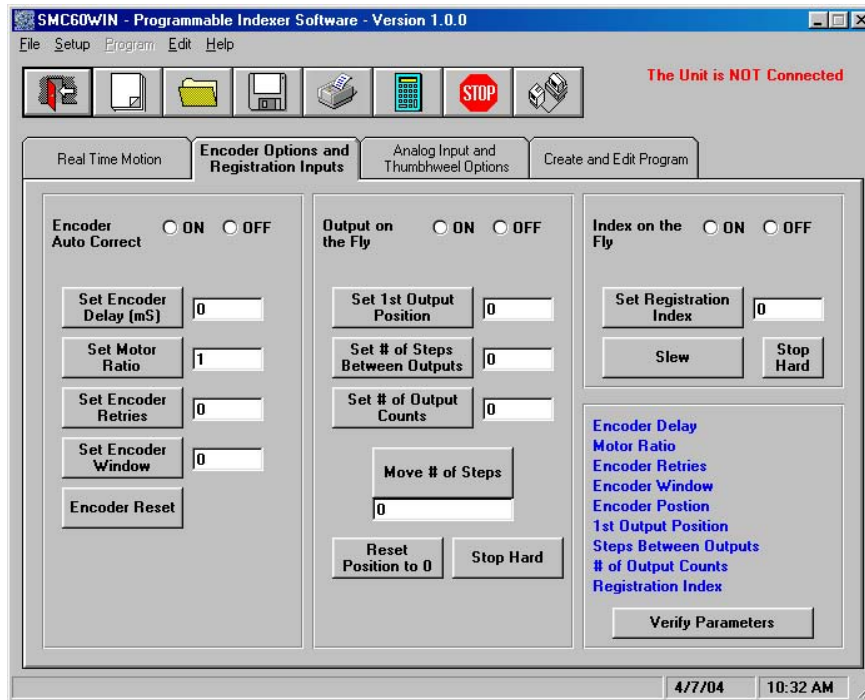 SMC60WIN - Programmable Indexer Software - Version 1.0.0
File Setup Program Edit Help
STOP
The Unit is NOT Connected
Real Time Motion
Encoder Options and
Registration Inputs
Analog Input and
Thumbhweel Options
Create and Edit Program
Encoder
Auto Correct
ON OFF
Set Encoder
Delay (mS)
0
Set Motor
Ratio
1
Set Encoder
Retries
0
Set Encoder
Window
0
Encoder Reset
Output on
the Fly
ON OFF
Set 1st Output
Position
0
Set # of Steps
Between Outputs
0
Set # of Output
Counts
0
Move # of Steps
0
Reset
Position to 0
Stop Hard
Index on the
Fly
ON OFF
Set Registration
Index
0
Slew
Stop
Hard
Encoder Delay
Motor Ratio
Encoder Retries
Encoder Window
Encoder Postion
1st Output Position
Steps Between Outputs
# of Output Counts
Registration Index
Verify Parameters
4/7/04 10:32 AM